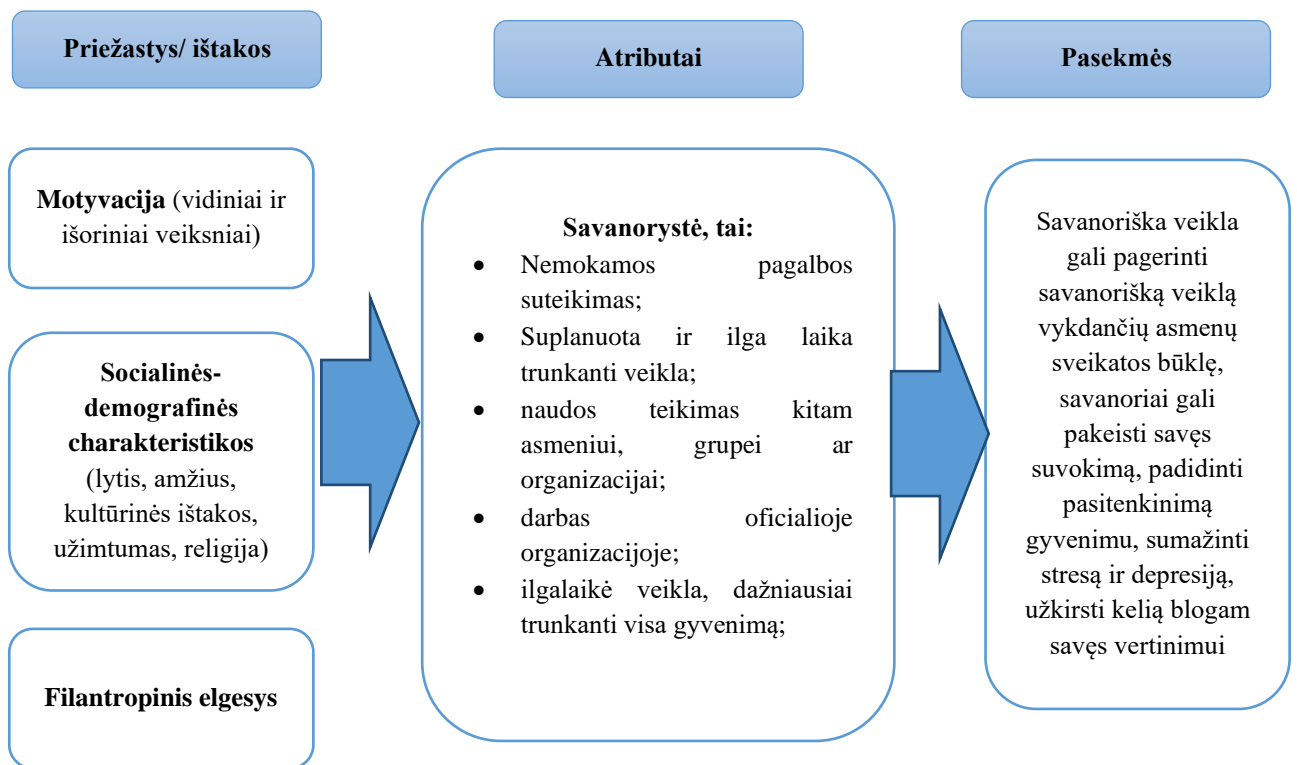 Priežastys/ ištakos
Atributai
Pasekmės
Motyvacija (vidiniai ir
išoriniai veiksniai)
Socialinės-
demografinės
charakteristikos
(lytis, amžius,
kultūrinės ištakos,
užimtumas, religija)
Filantropinis elgesys
Savanorystė, tai:
• Nemokamos pagalbos
suteikimas;
• Suplanuota ir ilga laika
trunkanti veikla;
• naudos teikimas kitam
asmeniui, grupei ar
organizacijai;
• darbas oficialioje
organizacijoje;
• ilgalaikė veikla, dažniausiai
trunkanti visa gyvenimą;
Savanoriška veikla
gali pagerinti
savanorišką veiklą
vykdančių asmenų
sveikatos būklę,
savanoriai gali
pakeisti savęs
suvokimą, padidinti
pasitenkinimą
gyvenimu, sumažinti
stresą ir depresiją,
užkirsti kelią blogam
savęs vertinimui